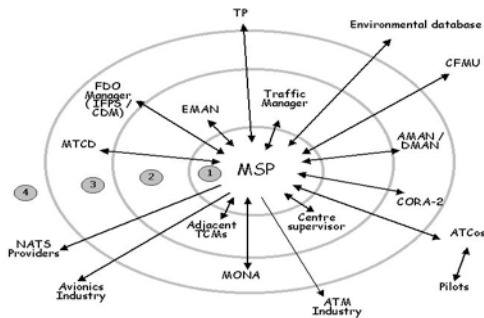 TP
Environmental database
CFMU
FDO
Manager
(IFPS /
CDM)
EMAN
Traffic
Manager
MTCD
AMAN /
DMAN
MSP
1
2
3
4
CORA-2
Adjacent
TCMs
Centre
supervisor
NATS
Providers
ATCos
MONA
Avionics
Industry
ATM
Industry
Pilots